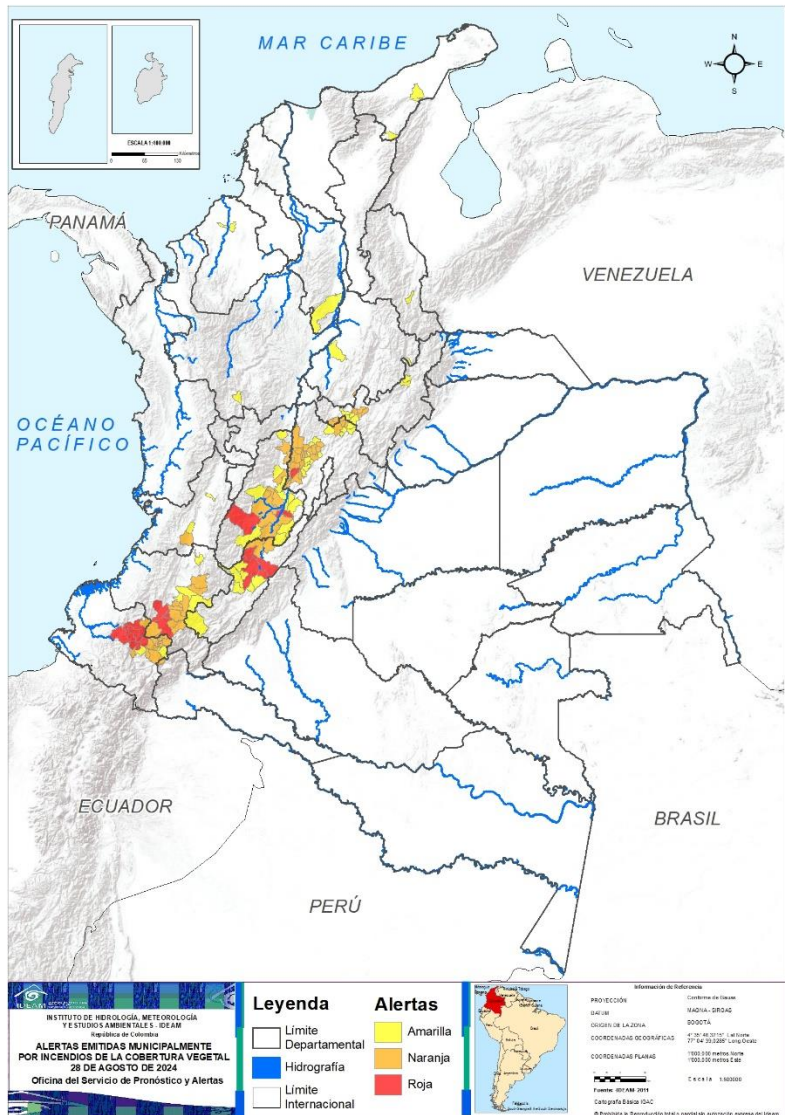 MAR CARIBE
N
W E
S
ESCALA 1:500.000
PANAMÁ
VENEZUELA
OCÉANO
PACÍFICO
ECUADOR
BRASIL
PERÚ
IDEAM
INSTITUTO DE HIDROLOGÍA, METEOROLOGÍA
Y ESTUDIOS AMBIENTALES - IDEAM
República de Colombia
ALERTAS EMITIDAS MUNICIPALMENTE
POR INCENDIOS DE LA COBERTURA VEGETAL
28 DE AGOSTO DE 2024
Oficina del Servicio de Pronóstico y Alertas
Leyenda
Límite
Departamental
Hidrografía
Límite
Internacional
Alertas
Amarilla
Naranja
Roja
Información de Referencia
PROYECCIÓN Conforme de Gauss
DATUM MAGNA - SIRGAS
ORIGEN DE LA ZONA BOGOTÁ
COORDENADAS GEOGRÁFICAS
COORDENADAS PLANAS
Fuente: IDEAM 2011
Cartografía Básica IGAC